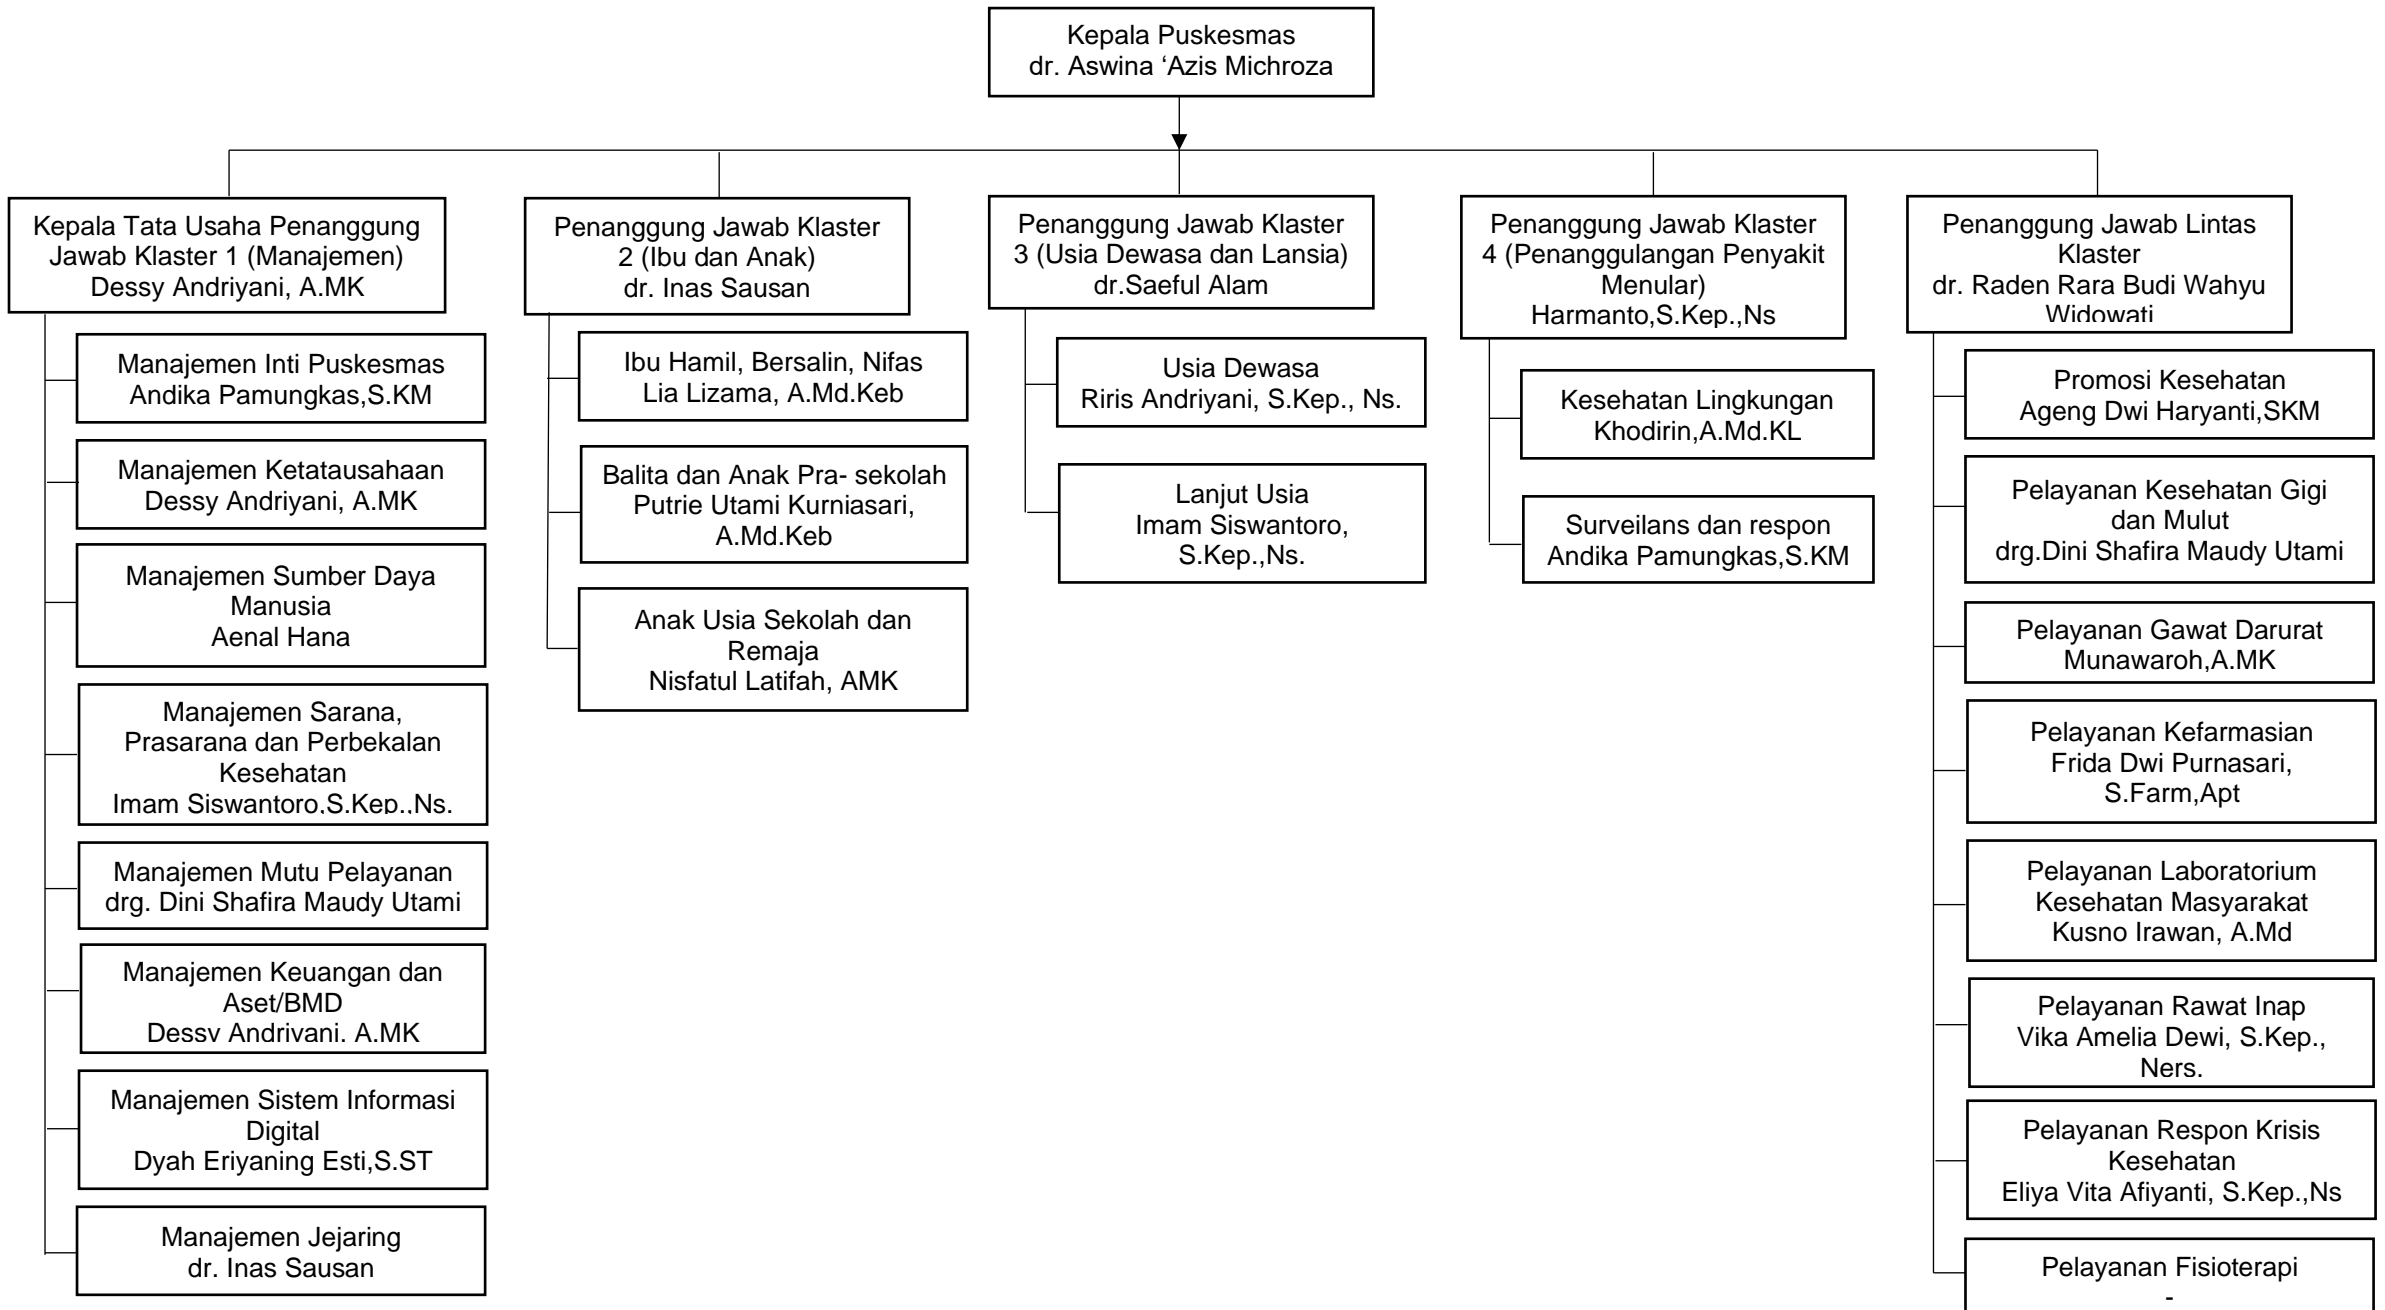 Kepala Puskesmas
dr. Aswina ‘Azis Michroza
Kepala Tata Usaha Penanggung
Jawab Klaster 1 (Manajemen)
Dessy Andriyani, A.MK
Manajemen Inti Puskesmas
Andika Pamungkas,S.KM
Manajemen Ketatausahaan
Dessy Andriyani, A.MK
Manajemen Sumber Daya
Manusia
Aenal Hana
Manajemen Sarana,
Prasarana dan Perbekalan
Kesehatan
Imam Siswantoro,S.Kep.,Ns.
Manajemen Mutu Pelayanan
drg. Dini Shafira Maudy Utami
Manajemen Keuangan dan
Aset/BMD
Dessy Andriyani. A.MK
Manajemen Sistem Informasi
Digital
Dyah Eriyaning Esti,S.ST
Manajemen Jejaring
dr. Inas Sausan
Penanggung Jawab Klaster
2 (Ibu dan Anak)
dr. Inas Sausan
Ibu Hamil, Bersalin, Nifas
Lia Lizama, A.Md.Keb
Balita dan Anak Pra- sekolah
Putrie Utami Kurniasari,
A.Md.Keb
Anak Usia Sekolah dan
Remaja
Nisfatul Latifah, AMK
Penanggung Jawab Klaster
3 (Usia Dewasa dan Lansia)
dr.Saeful Alam
Usia Dewasa
Riris Andriyani, S.Kep., Ns.
Lanjut Usia
Imam Siswantoro,
S.Kep.,Ns.
Penanggung Jawab Klaster
4 (Penanggulangan Penyakit
Menular)
Harmanto,S.Kep.,Ns
Kesehatan Lingkungan
Khodirin,A.Md.KL
Surveilans dan respon
Andika Pamungkas,S.KM
Penanggung Jawab Lintas
Klaster
dr. Raden Rara Budi Wahyu
Widowati
Promosi Kesehatan
Ageng Dwi Haryanti,SKM
Pelayanan Kesehatan Gigi
dan Mulut
drg.Dini Shafira Maudy Utami
Pelayanan Gawat Darurat
Munawaroh,A.MK
Pelayanan Kefarmasian
Frida Dwi Purnasari,
S.Farm,Apt
Pelayanan Laboratorium
Kesehatan Masyarakat
Kusno Irawan, A.Md
Pelayanan Rawat Inap
Vika Amelia Dewi, S.Kep.,
Ners.
Pelayanan Respon Krisis
Kesehatan
Eliya Vita Afiyanti, S.Kep.,Ns
Pelayanan Fisioterapi
-